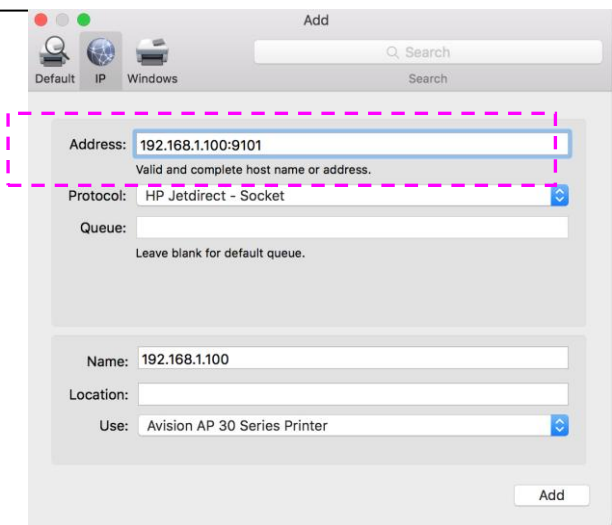 Add
Search
Default IP Windows Search
Address: 192.168.1.100:9101
Valid and complete host name or address.
Protocol: HP Jetdirect - Socket
Queue:
Leave blank for default queue.
Name: 192.168.1.100
Location:
Use: Avision AP 30 Series Printer
Add